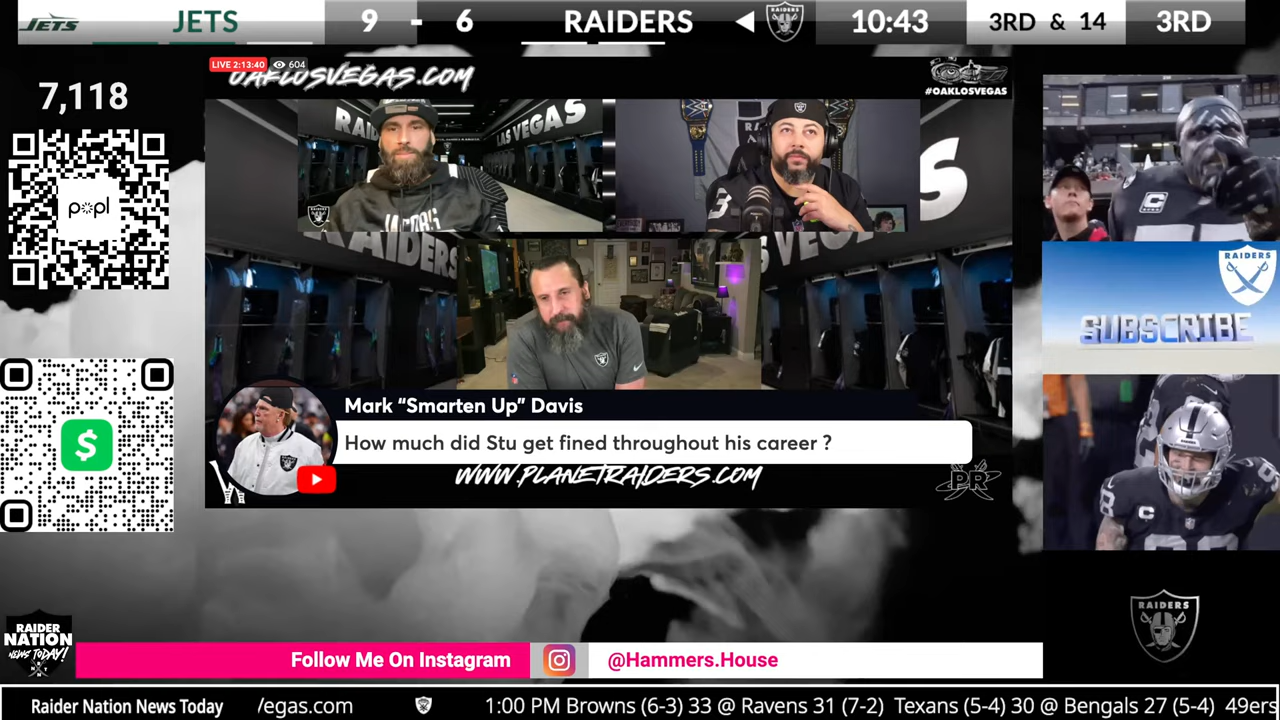 JETS
JETS
9 - 6
RAIDERS
10:43
3RD & 14
3RD
7,118
LIVE 2:13:40
604
OAKLOSVEGAS.COM
#OAKLOSVEGAS
LAS VEGAS
RAIDERS
popl
C
RAIDERS
SUBSCRIBE
$
Mark “Smarten Up” Davis
How much did Stu get fined throughout his career ?
WWW.PLANETRAIDERS.COM
PR
C
98
RAIDERS
RAIDER
NATION
NEWS TODAY!
Follow Me On Instagram
@Hammers.House
Raider Nation News Today
/egas.com
1:00 PM Browns (6-3) 33 @ Ravens 31 (7-2) Texans (5-4) 30 @ Bengals 27 (5-4) 49ers